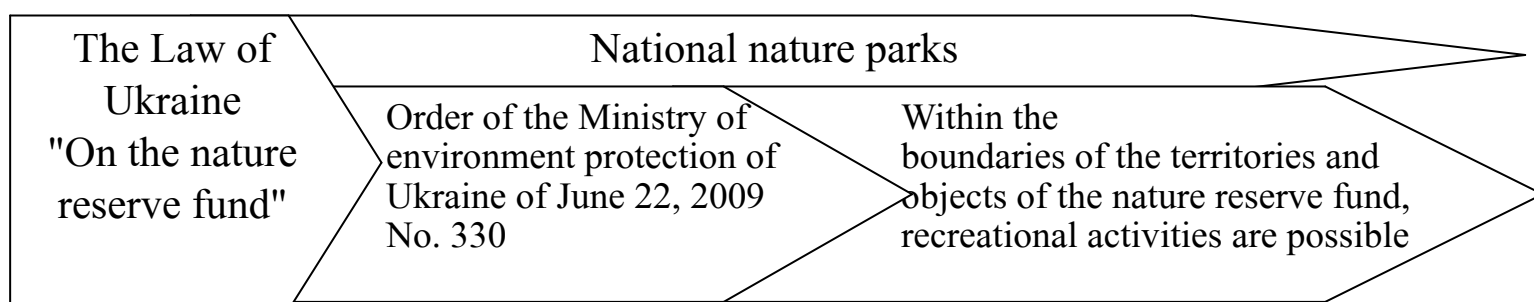 The Law of
Ukraine
"On the nature
reserve fund"
National nature parks
Order of the Ministry of
environment protection of
Ukraine of June 22, 2009
No. 330
Within the
boundaries of the territories and
objects of the nature reserve fund,
recreational activities are possible